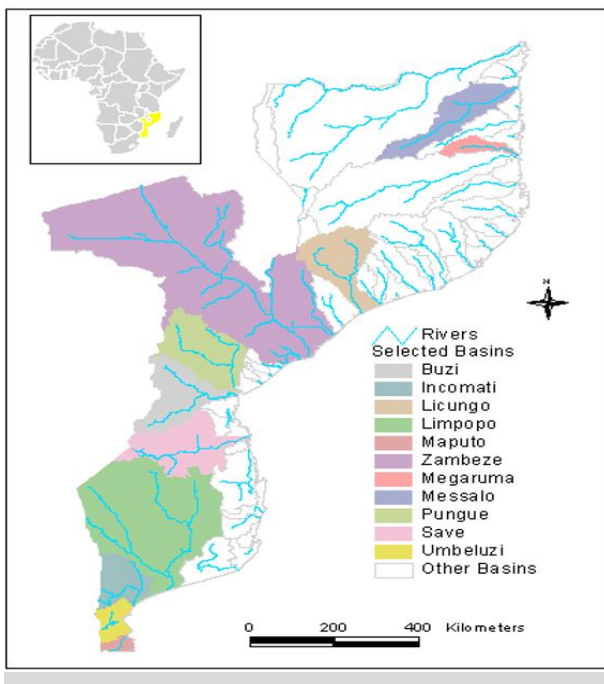 Rivers
Selected Basins
Buzi
Incomati
Licungo
Limpopo
Maputo
Zambeze
Megaruma
Messalo
Pungue
Save
Umbeluzi
Other Basins
0 200 400 Kilometers